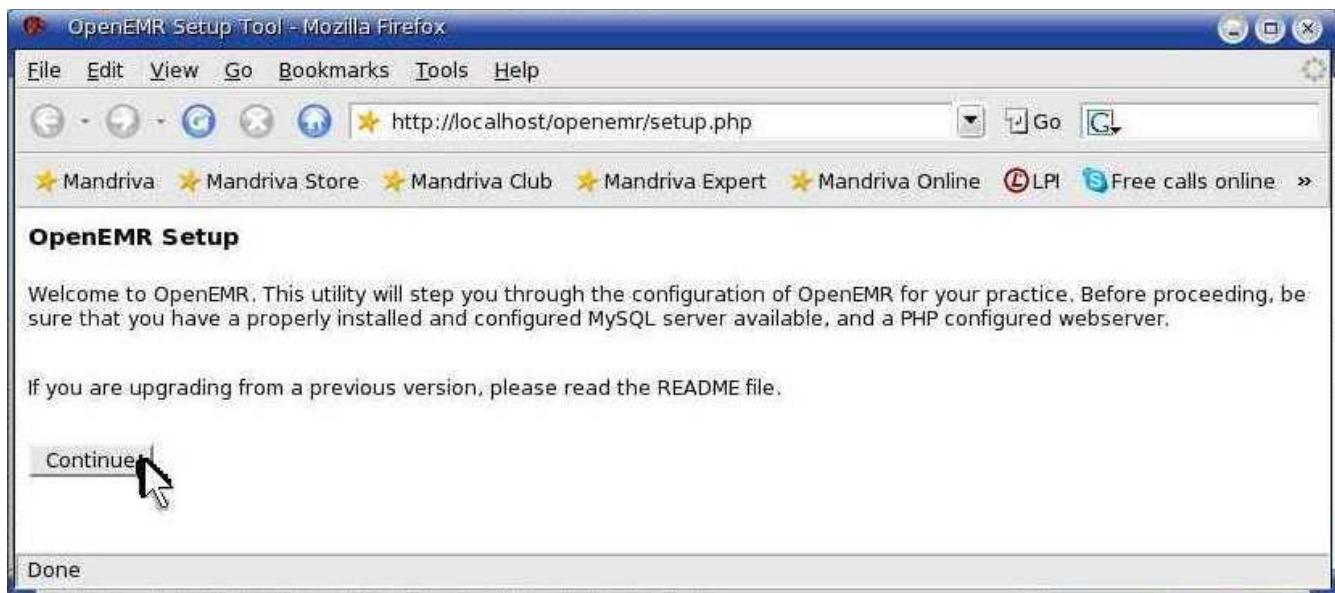 OpenEMR Setup Tool - Mozilla Firefox
File Edit View Go Bookmarks Tools Help
http://localhost/openemr/setup.php Go G
Mandriva Mandriva Store Mandriva Club Mandriva Expert Mandriva Online LPI Free calls online »
OpenEMR Setup
Welcome to OpenEMR. This utility will step you through the configuration of OpenEMR for your practice. Before proceeding, be
sure that you have a properly installed and configured MySQL server available, and a PHP configured webserver.
If you are upgrading from a previous version, please read the README file.
Continue
Done